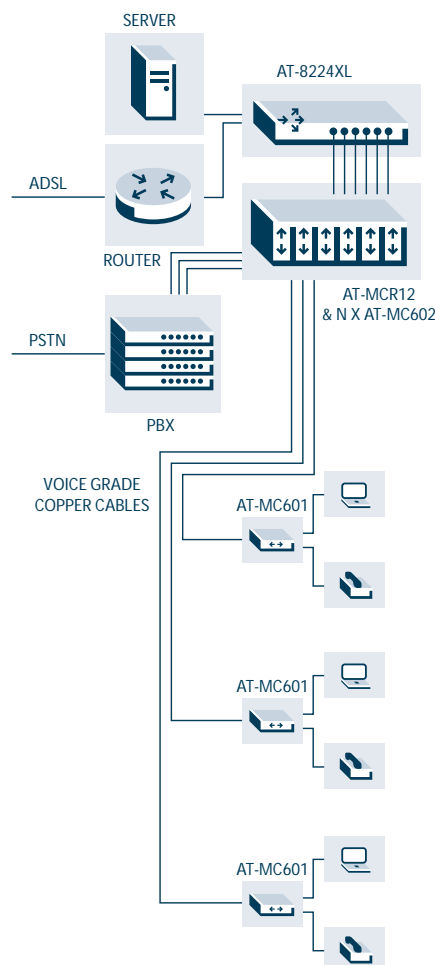 SERVER
AT-8224XL
ADSL
ROUTER
AT-MCR12
& N X AT-MC602
PSTN
PBX
VOICE GRADE
COPPER CABLES
AT-MC601
AT-MC601
AT-MC601